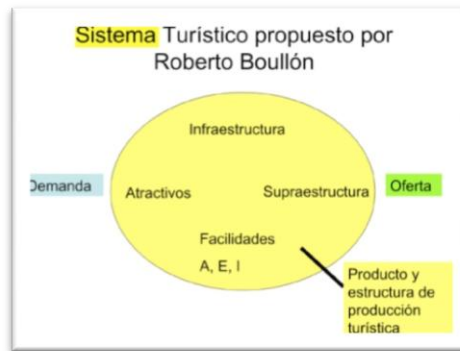 Sistema Turístico propuesto por
Roberto Boullón
Infraestructura
Demanda
Atractivos
Supraestructura
Oferta
Facilidades
A, E, I
Producto y
estructura de
producción
turística